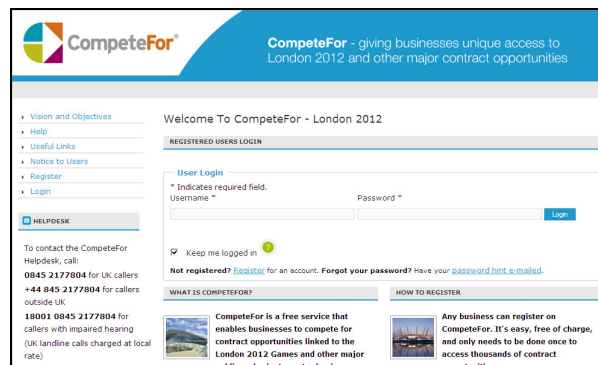 CompeteFor®
CompeteFor - giving businesses unique access to
London 2012 and other major contract opportunities
Vision and Objectives
Help
Useful Links
Notice to Users
Register
Login
HELPDESK
To contact the CompeteFor
Helpdesk, call:
0845 2177804 for UK callers
+44 845 2177804 for callers
outside UK
18001 0845 2177804 for
callers with impaired hearing
(UK landline calls charged at local
rate)
Welcome To CompeteFor - London 2012
REGISTERED USERS LOGIN
User Login
* Indicates required field.
Username * Password *
Login
Keep me logged in ?
Not registered? Register for an account. Forgot your password? Have your password hint e-mailed.
WHAT IS COMPETEFOR?
CompeteFor is a free service that
enables businesses to compete for
contract opportunities linked to the
London 2012 Games and other major
HOW TO REGISTER
Any business can register on
CompeteFor. It's easy, free of charge,
and only needs to be done once to
access thousands of contract